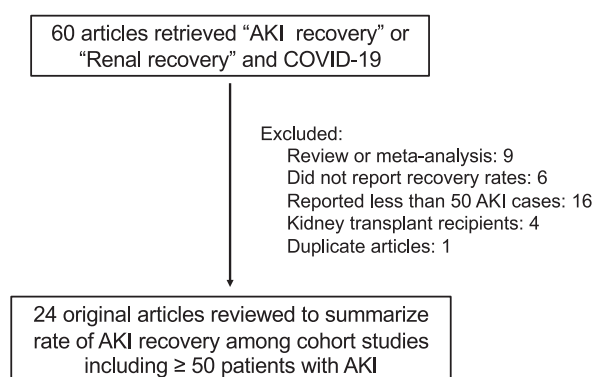 60 articles retrieved “AKI recovery” or
“Renal recovery” and COVID-19
Excluded:
Review or meta-analysis: 9
Did not report recovery rates: 6
Reported less than 50 AKI cases: 16
Kidney transplant recipients: 4
Duplicate articles: 1
24 original articles reviewed to summarize
rate of AKI recovery among cohort studies
including ≥ 50 patients with AKI